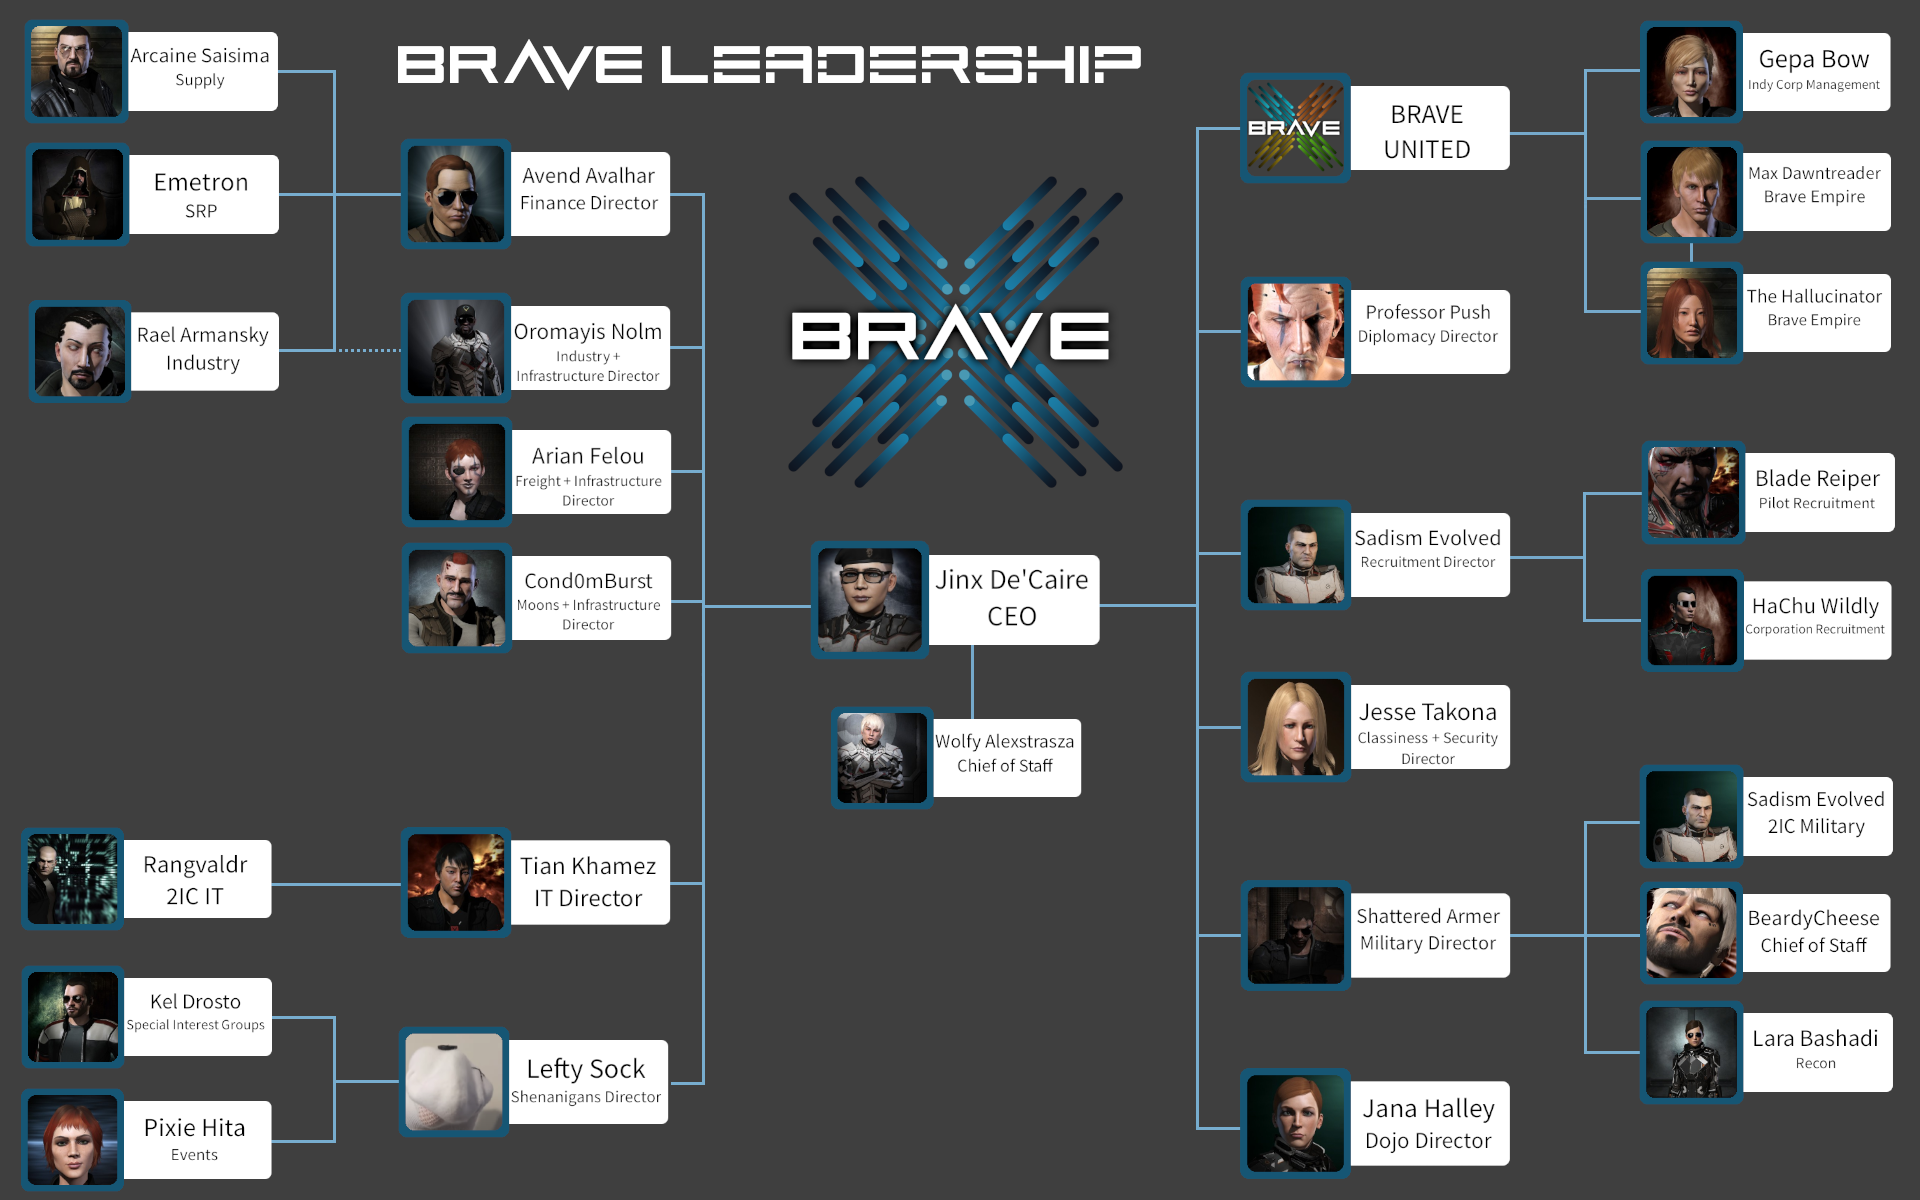 BRAVE LEADERSHIP
Arcaine Saisima
Supply
Emetron
SRP
Rael Armansky
Industry
Avend Avalhar
Finance Director
Oromayis Nolm
Industry +
Infrastructure Director
Arian Felou
Freight + Infrastructure
Director
Cond0mBurst
Moons + Infrastructure
Director
Rangvaldr
2IC IT
Tian Khamez
IT Director
Kel Drosto
Special Interest Groups
Pixie Hita
Events
Lefty Sock
Shenanigans Director
BRAVE
Jinx De'Caire
CEO
Wolfy Alexstrasza
Chief of Staff
BRAVE
BRAVE
UNITED
Gepa Bow
Indy Corp Management
Max Dawntreader
Brave Empire
The Hallucinator
Brave Empire
Professor Push
Diplomacy Director
Sadism Evolved
Recruitment Director
Blade Reiper
Pilot Recruitment
HaChu Wildly
Corporation Recruitment
Jesse Takona
Classiness + Security
Director
Shattered Armer
Military Director
Sadism Evolved
2IC Military
BeardyCheese
Chief of Staff
Lara Bashadi
Recon
Jana Halley
Dojo Director